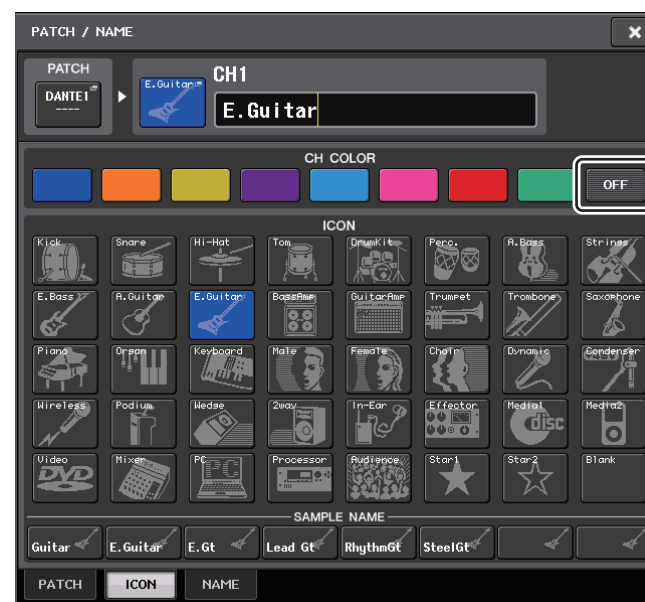 PATCH / NAME
PATCH
DANTE1
----
E.Guitar
CH1
E.Guitar
CH COLOR
OFF
ICON
Kick Snare Hi-Hat Tom DrumKit Perc. A.Bass Strings
E.Bass A.Guitar E.Guitar BassAmp GuitarAmp Trumpet Trombone Saxophone
Piano Organ Keyboard Male Female Choir Dynamic Condenser
Wireless Podium Wedge 2way In-Ear Effector Media1 disc Media2
Video DVD Mixer PC Processor Audience Star1 Star2 Blank
SAMPLE NAME
Guitar E.Guitar E.Gt Lead Gt RhythmGt SteelGt
PATCH ICON NAME